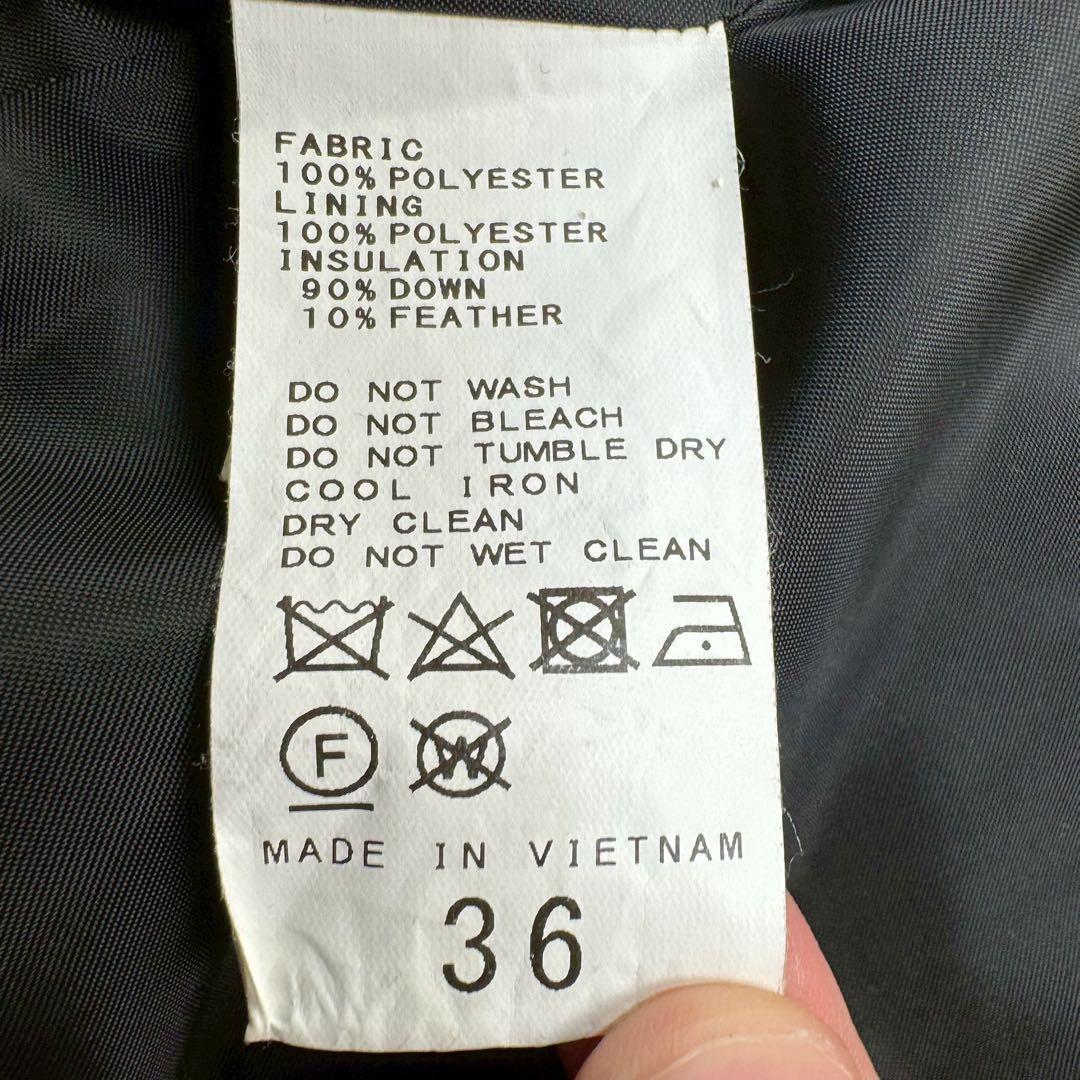 FABRIC
100% POLYESTER
LINING
100% POLYESTER
INSULATION
90% DOWN
10% FEATHER
DO NOT WASH
DO NOT BLEACH
DO NOT TUMBLE DRY
COOL IRON
DRY CLEAN
DO NOT WET CLEAN
F W
MADE IN VIETNAM
36